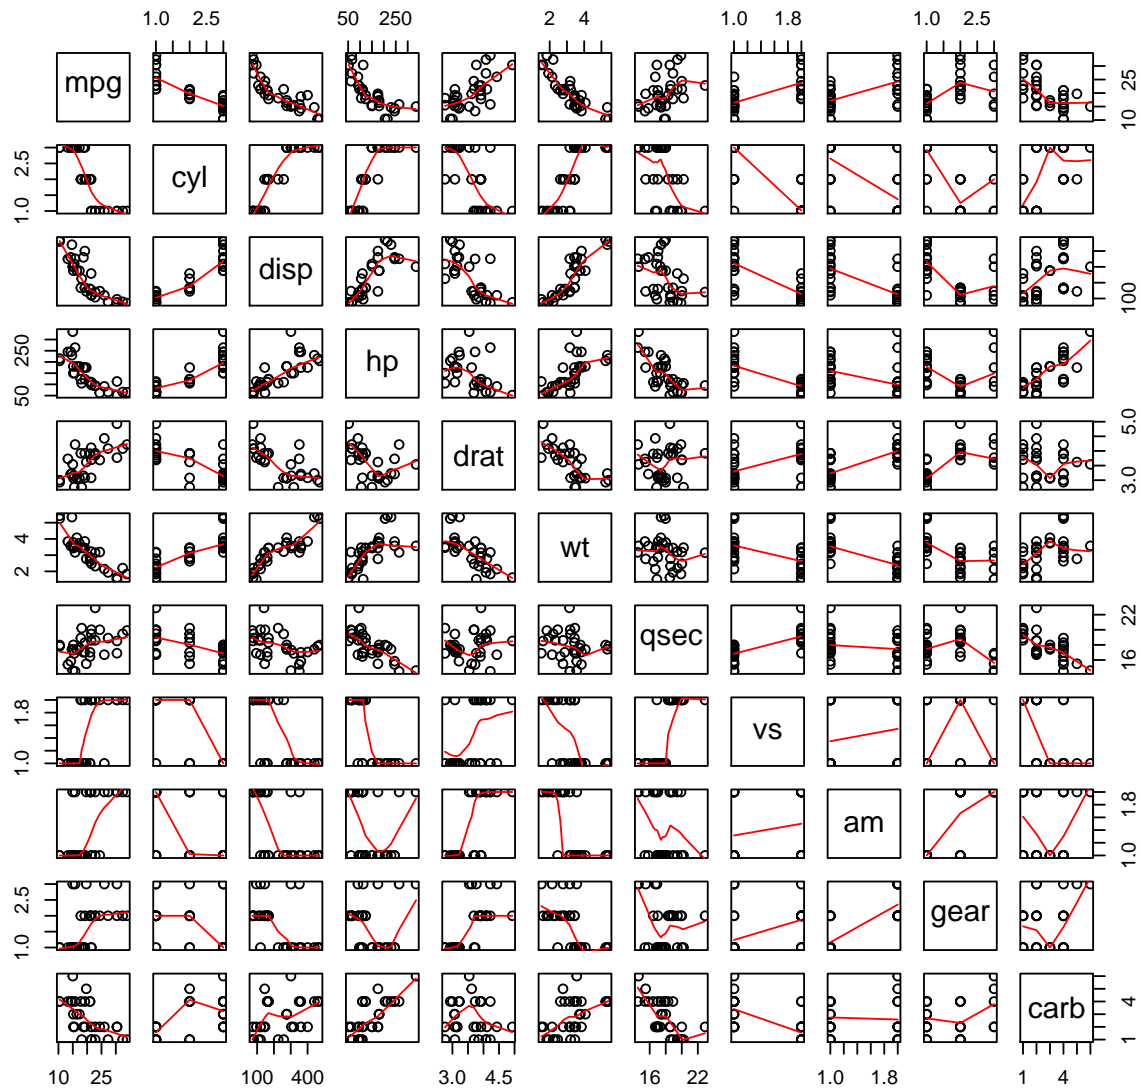 1.0 2.5 50 250 2 4 1.0 1.8 1.0 2.5
mpg 10 25
1.0 2.5 cyl
disp 100
50 250 hp
drat 3.0 5.0
2 4 wt
qsec 16 22
1.0 1.8 vs
am 1.0 1.8
1.0 2.5 gear
carb 1 4
10 25 100 400 3.0 4.5 16 22 1.0 1.8 1 4